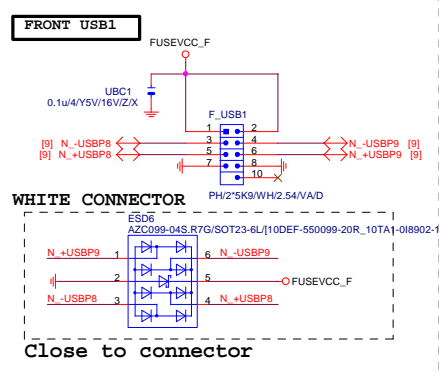 FRONT USB1
FUSEVCC_F
UBC1
0.1u/4/Y5V/16V/Z/X
F_USB1
1 2
[9] N_-USBP8 3 4 N_-USBP9 [9]
[9] N_+USBP8 5 6 N_+USBP9 [9]
7 8
10
PH/2*5K9/WH/2.54/VA/D
WHITE CONNECTOR
ESD6
AZC099-04S.R7G/SOT23-6L/[10DEF-550099-20R_10TA1-0I8902-1
N_+USBP9 1 6 N_-USBP9
2 5 FUSEVCC_F
N_-USBP8 3 4 N_+USBP8
Close to connector